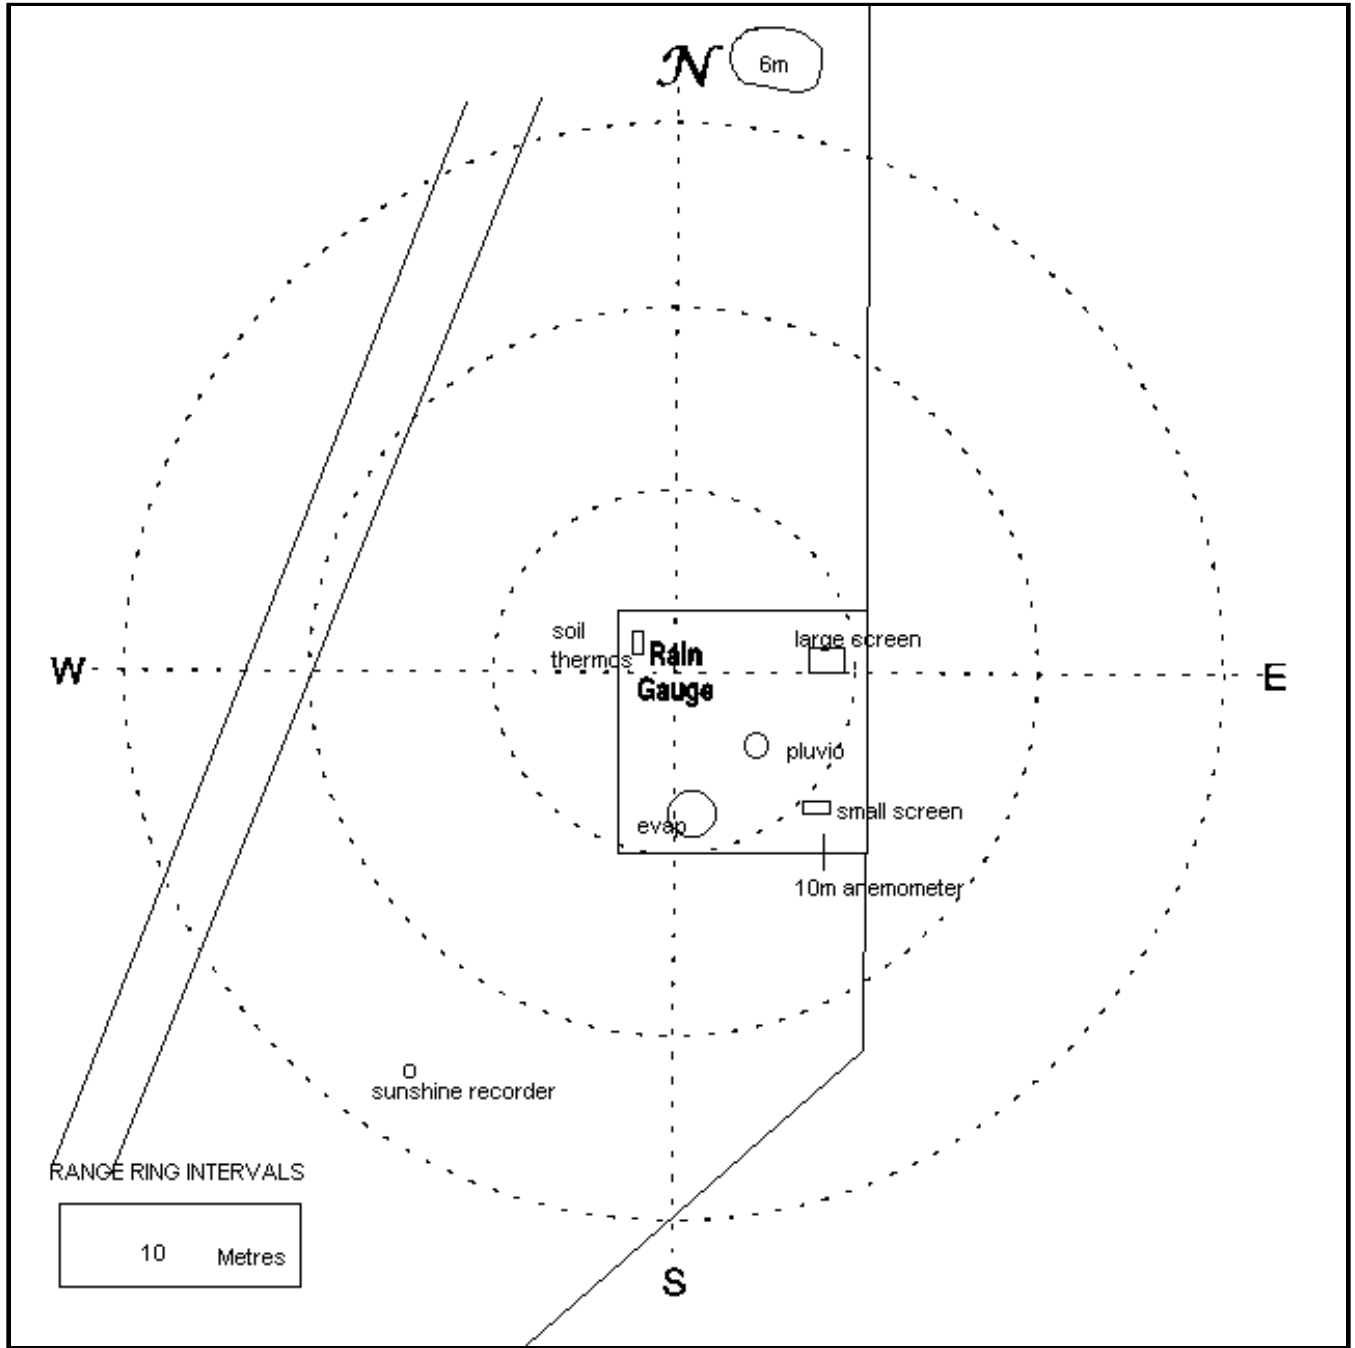 N
6m
soil
thermos
Rain
Gauge
large screen
W
E
pluvio
evap
small screen
10m anemometer
sunshine recorder
RANGE RING INTERVALS
10 Metres
S